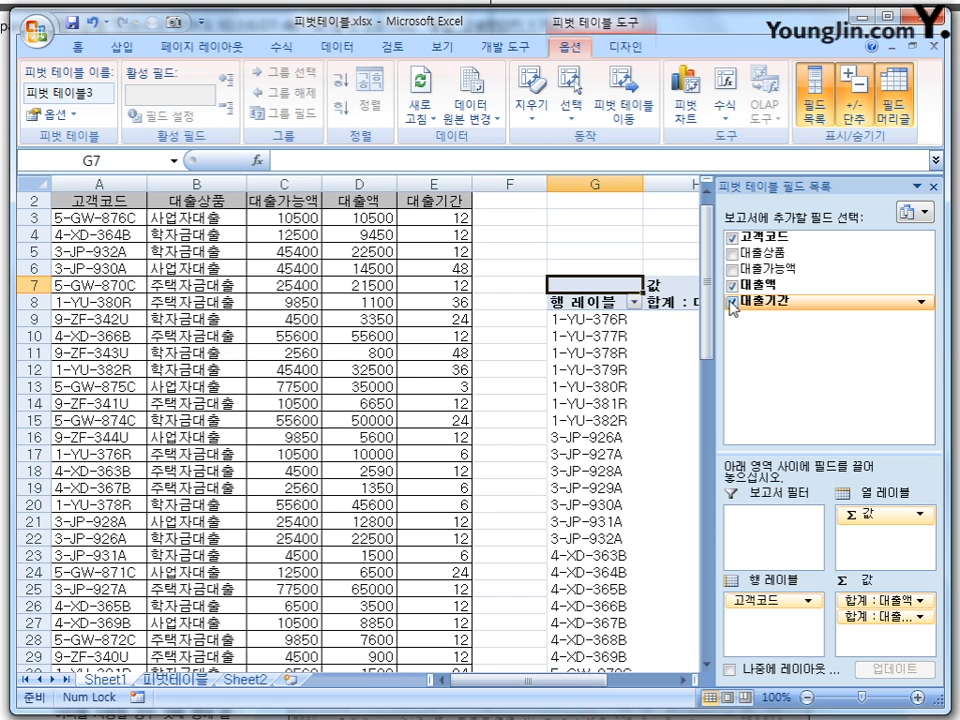 피벗테이블.xlsx - Microsoft Excel
피벗 테이블 도구
YoungJin.com Y.
홈 삽입 페이지 레이아웃 수식 데이터 검토 보기 개발 도구 옵션 디자인
피벗 테이블 이름:
피벗 테이블3
옵션
피벗 테이블
활성 필드:
필드 설정
활성 필드
그룹 선택
그룹 해제
그룹 필드
그룹
정렬
정렬
새로 고침
데이터 원본 변경
데이터
지우기
선택
피벗 테이블 이동
동작
피벗 차트
수식
OLAP 도구
도구
필드 목록
+/- 단추
필드 머리글
표시/숨기기
G7
fx
A B C D E F G H
2 고객코드 대출상품 대출가능액 대출액 대출기간
3 5-GW-876C 사업자대출 10500 10500 12
4 4-XD-364B 학자금대출 12500 9450 12
5 3-JP-932A 학자금대출 45400 22500 12
6 3-JP-930A 사업자대출 45400 14500 48
7 5-GW-870C 주택자금대출 25400 21500 12 값
8 1-YU-380R 주택자금대출 9850 1100 36 행 레이블 합계 :
9 9-ZF-342U 학자금대출 4500 3350 24 1-YU-376R
10 4-XD-366B 주택자금대출 55600 55600 12 1-YU-377R
11 9-ZF-343U 학자금대출 2560 800 48 1-YU-378R
12 1-YU-382R 학자금대출 45400 32500 36 1-YU-379R
13 5-GW-875C 사업자대출 77500 35000 3 1-YU-380R
14 9-ZF-341U 주택자금대출 10500 6650 12 1-YU-381R
15 5-GW-874C 학자금대출 55600 50000 24 1-YU-382R
16 9-ZF-344U 사업자대출 9850 5600 12 3-JP-926A
17 1-YU-376R 학자금대출 10500 10000 6 3-JP-927A
18 4-XD-363B 주택자금대출 4500 2590 12 3-JP-928A
19 4-XD-367B 주택자금대출 2560 1350 6 3-JP-929A
20 1-YU-378R 학자금대출 55600 45600 6 3-JP-930A
21 3-JP-928A 사업자대출 25400 12800 12 3-JP-931A
22 3-JP-926A 학자금대출 25400 22500 12 3-JP-932A
23 3-JP-931A 사업자대출 4500 1500 6 4-XD-363B
24 5-GW-871C 사업자대출 12500 6500 24 4-XD-364B
25 3-JP-927A 주택자금대출 77500 65000 12 4-XD-365B
26 4-XD-365B 학자금대출 6500 3500 12 4-XD-366B
27 4-XD-369B 사업자대출 10500 8850 12 4-XD-367B
28 5-GW-872C 주택자금대출 9850 7600 12 4-XD-368B
29 9-ZF-340U 주택자금대출 4500 900 12 4-XD-369B
피벗 테이블 필드 목록
보고서에 추가할 필드 선택:
고객코드
대출상품
대출가능액
대출액
대출기간
아래 영역 사이에 필드를 끌어
놓으십시오.
보고서 필터 열 레이블
Σ 값
행 레이블 Σ 값
고객코드 합계 : 대출액
합계 : 대출...
나중에 레이아웃 ... 업데이트
Sheet1 피벗테이블 Sheet2
준비 Num Lock 100%